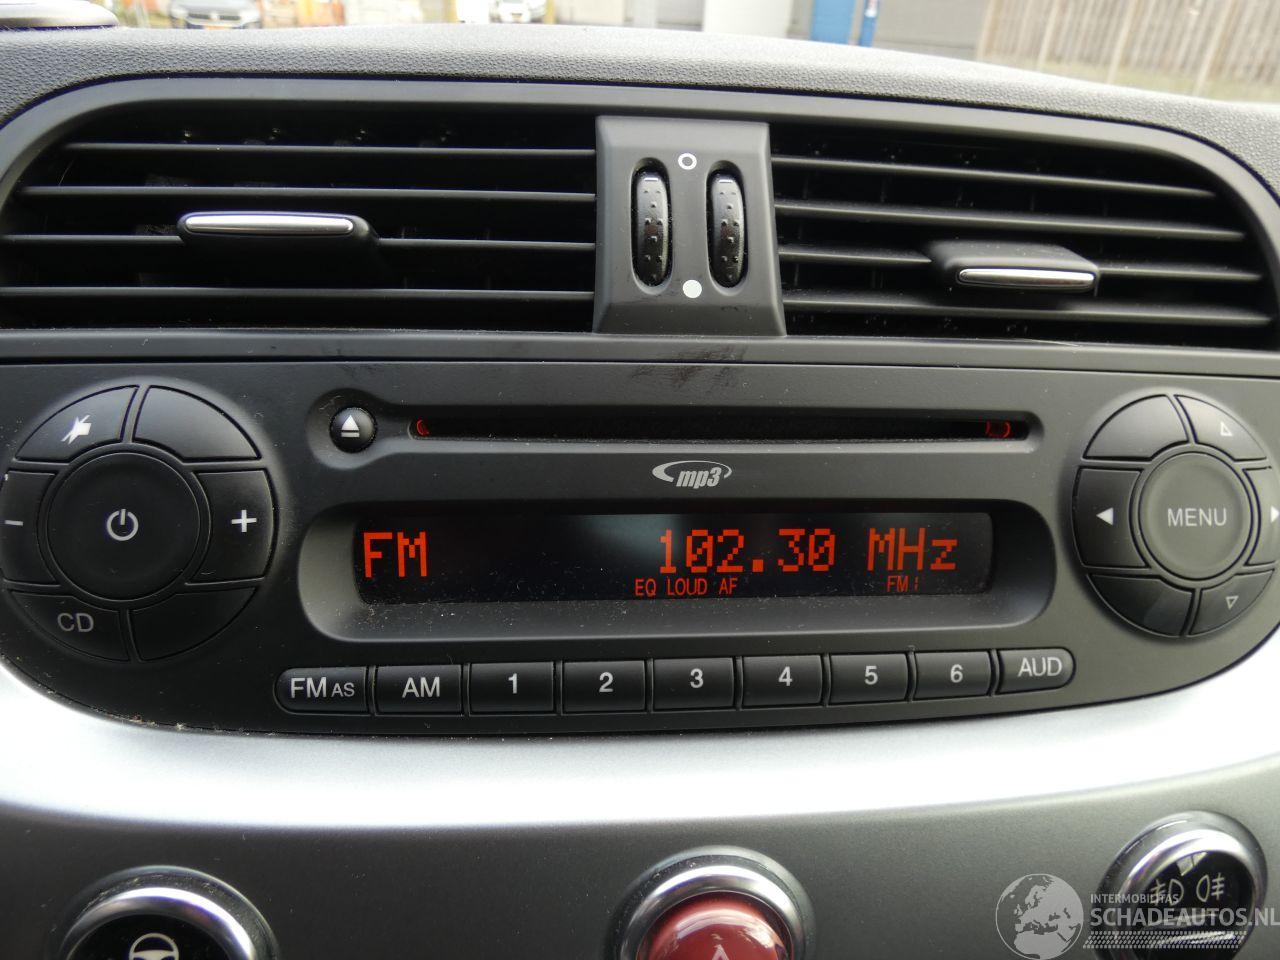 mp3
FM 102.30 MHz
EQ LOUD AF FM1
MENU
CD
FM AS AM 1 2 3 4 5 6 AUD
INTERMOBILITAS
SCHADEAUTOS.NL